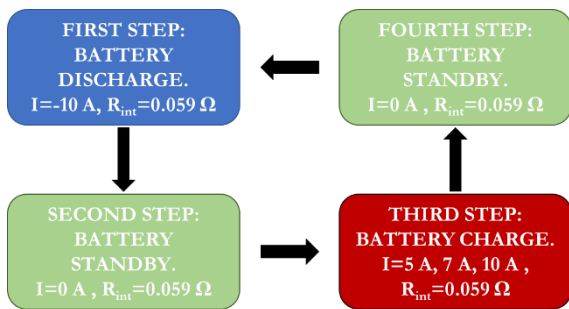 FIRST STEP:
BATTERY
DISCHARGE.
I=-10 A, Rint=0.059 Ω
FOURTH STEP:
BATTERY
STANDBY.
I=0 A , Rint=0.059 Ω
SECOND STEP:
BATTERY
STANDBY.
I=0 A , Rint=0.059 Ω
THIRD STEP:
BATTERY CHARGE.
I=5 A, 7 A, 10 A ,
Rint=0.059 Ω